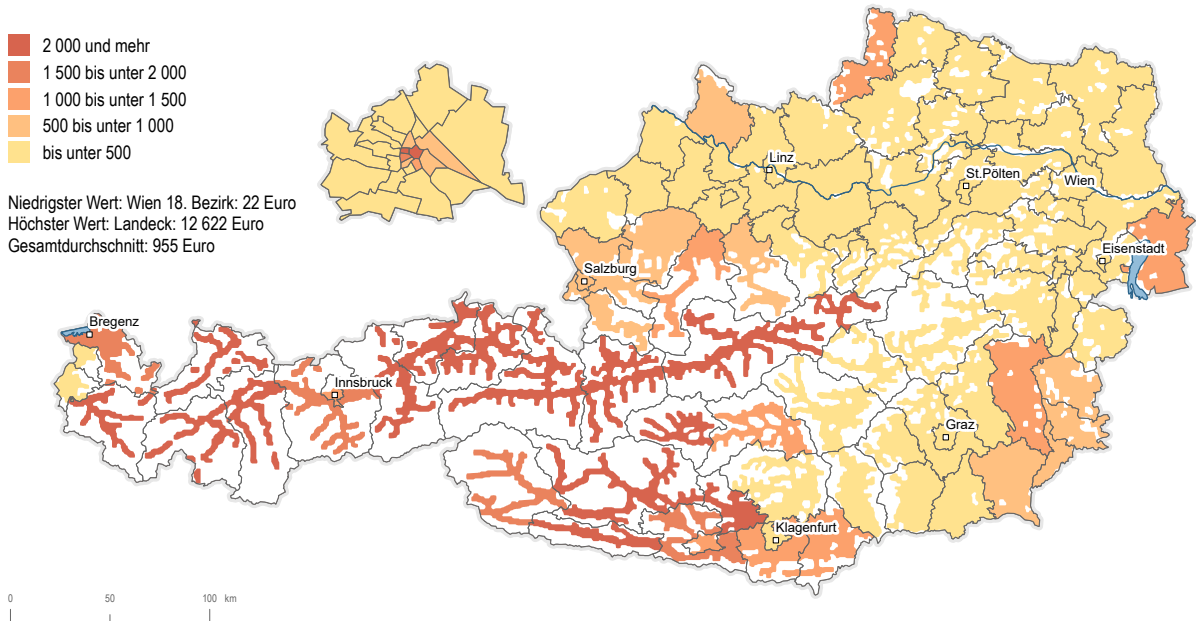 2 000 und mehr
1 500 bis unter 2 000
1 000 bis unter 1 500
500 bis unter 1 000
bis unter 500
Niedrigster Wert: Wien 18. Bezirk: 22 Euro
Höchster Wert: Landeck: 12 622 Euro
Gesamtdurchschnitt: 955 Euro
Linz
St.Pölten
Wien
Eisenstadt
Salzburg
Bregenz
Innsbruck
Graz
Klagenfurt
0 50 100 km